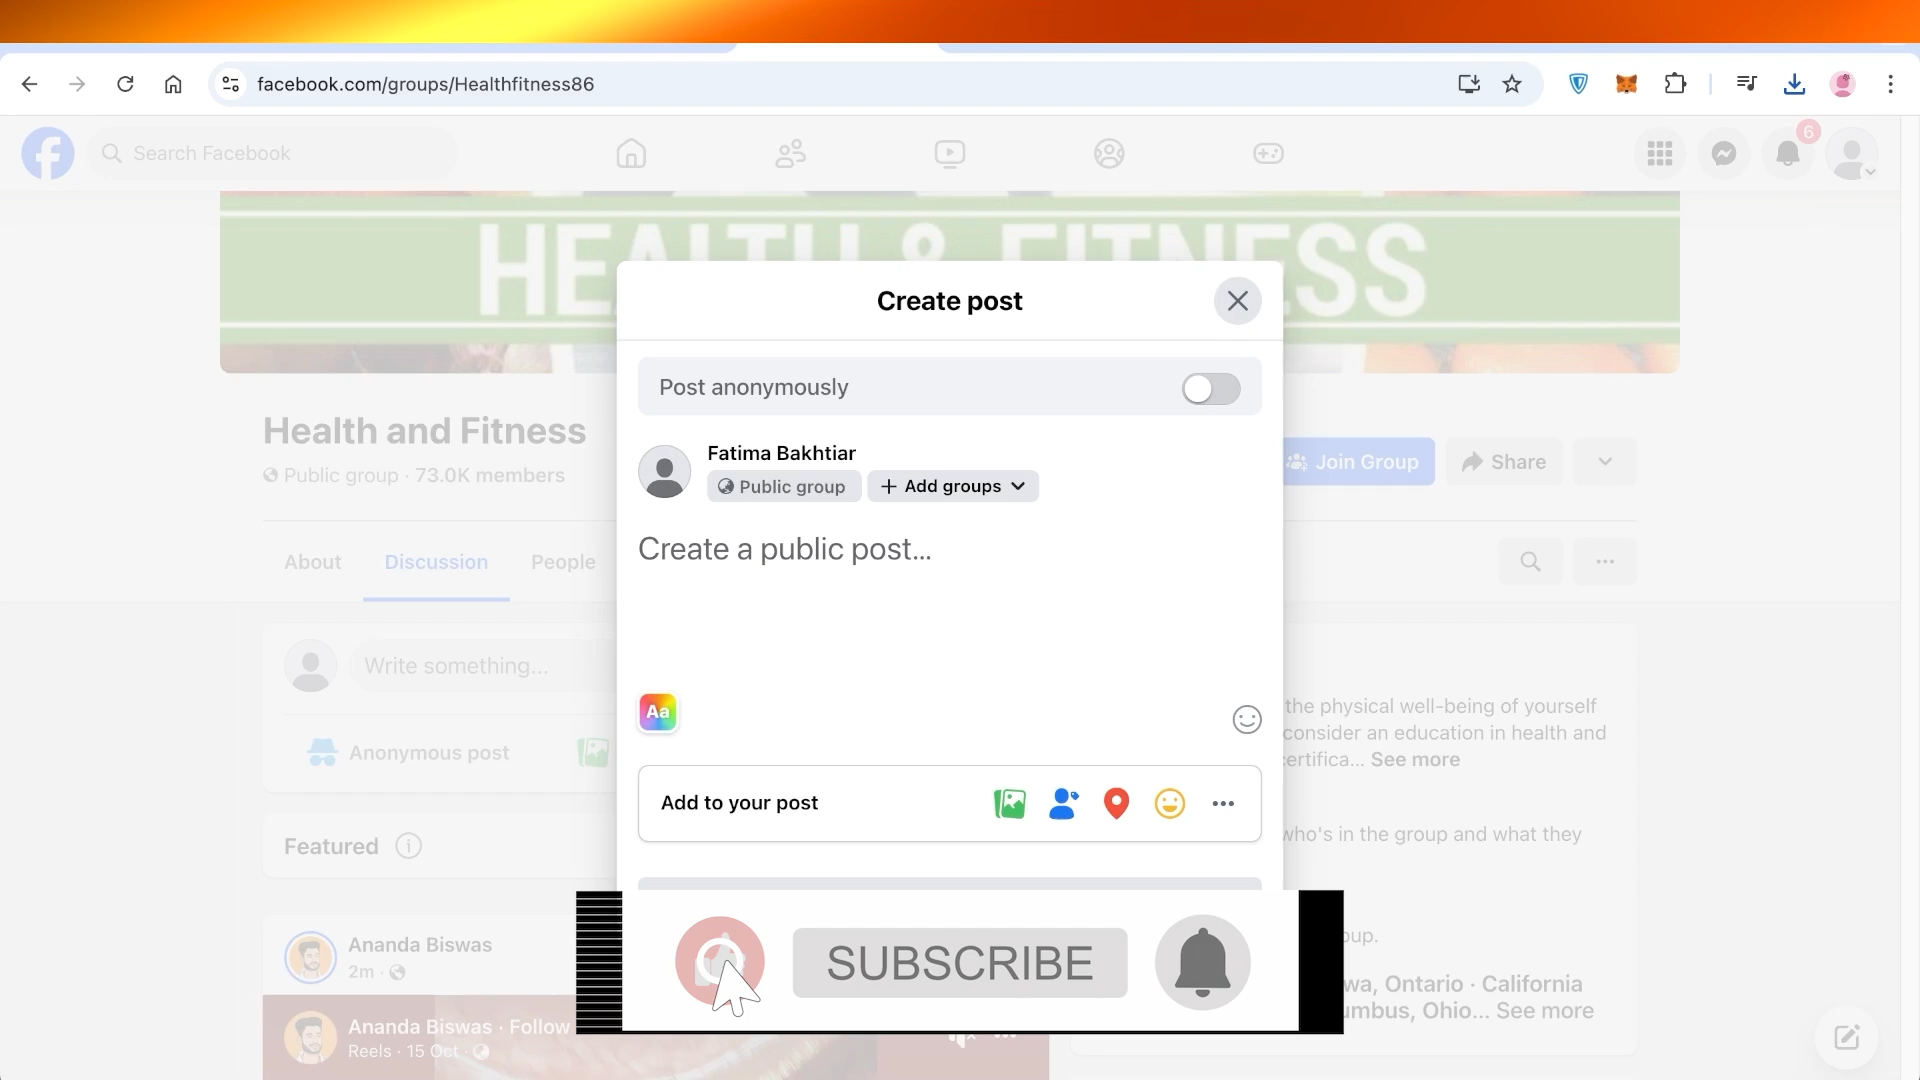 facebook.com/groups/Healthfitness86
Search Facebook
6
HEALTH & FITNESS
Create post
Post anonymously
Health and Fitness
Public group · 73.0K members
Fatima Bakhtiar
Public group
Add groups
Join Group
Share
Create a public post...
About
Discussion
People
Write something...
Aa
the physical well-being of yourself
consider an education in health and
certifica... See more
Anonymous post
Add to your post
who's in the group and what they
Featured
Ananda Biswas
2m ·
SUBSCRIBE
oup.
wa, Ontario · California
umbus, Ohio... See more
Ananda Biswas · Follow
Reels · 15 Oct ·